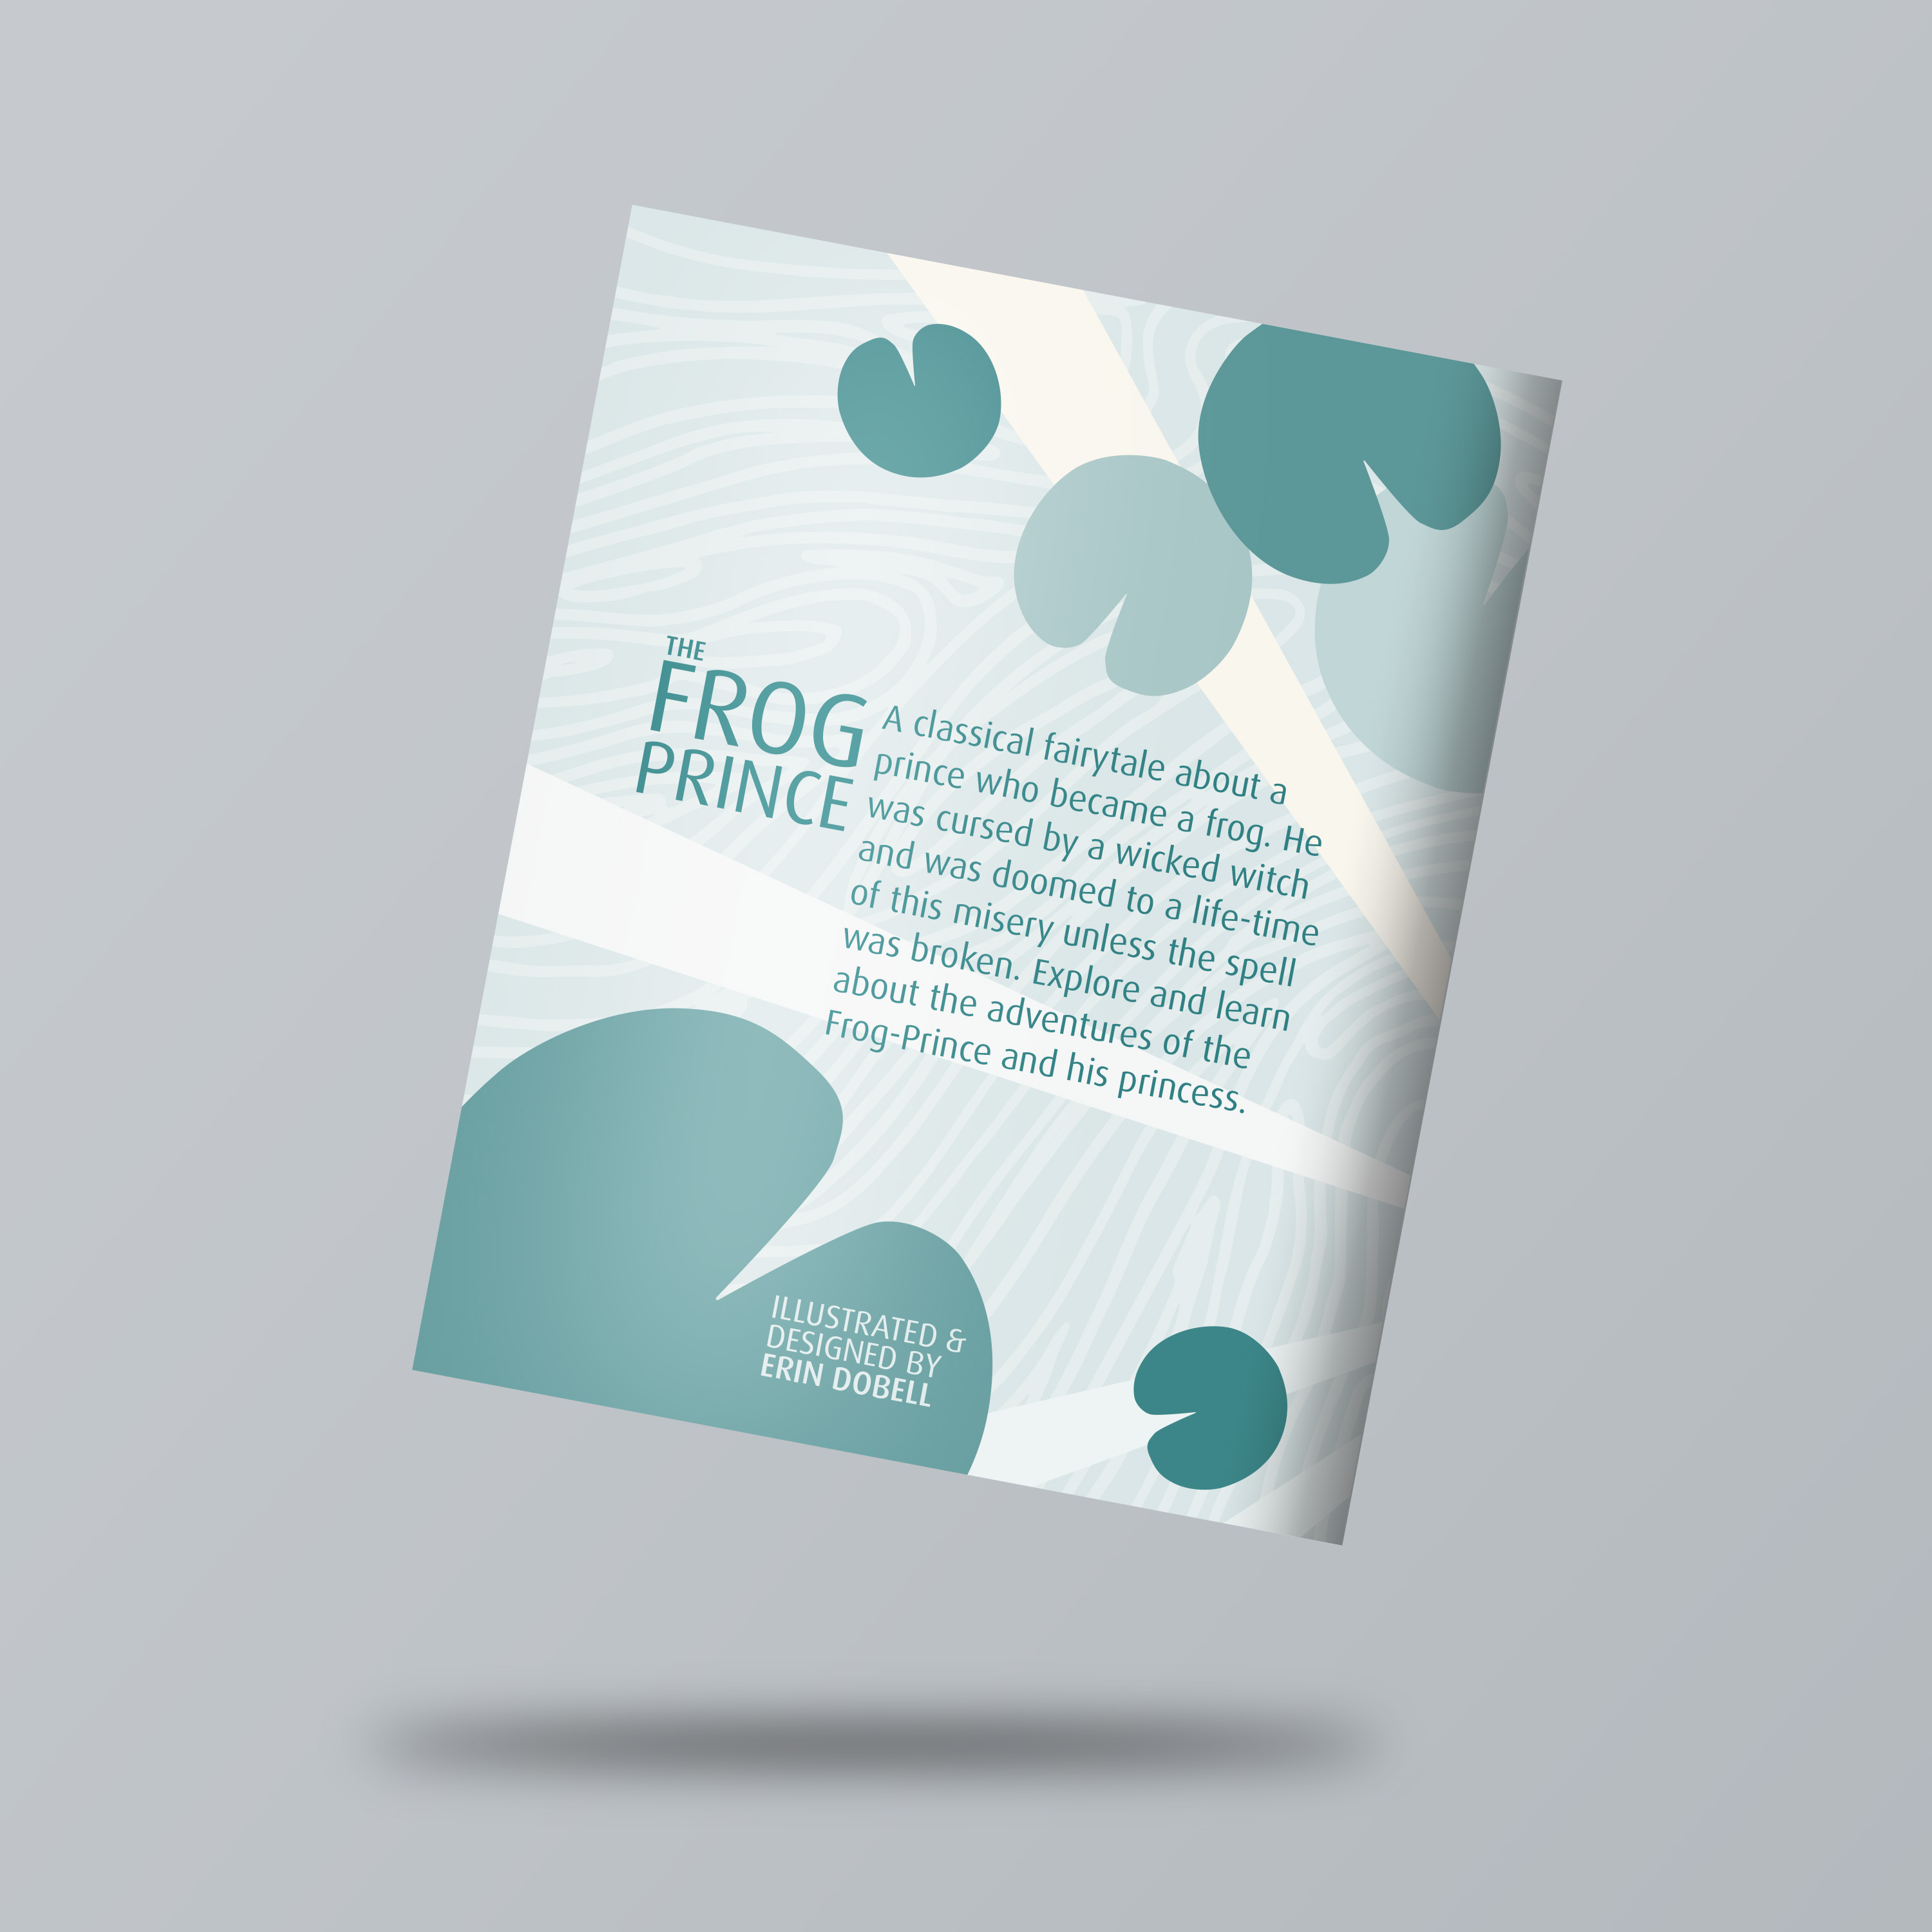 THE
FROG
PRINCE
A classical fairytale about a
prince who became a frog. He
was cursed by a wicked witch
and was doomed to a life-time
of this misery unless the spell
was broken. Explore and learn
about the adventures of the
Frog-Prince and his princess.
ILLUSTRATED &
DESIGNED BY
ERIN DOBELL